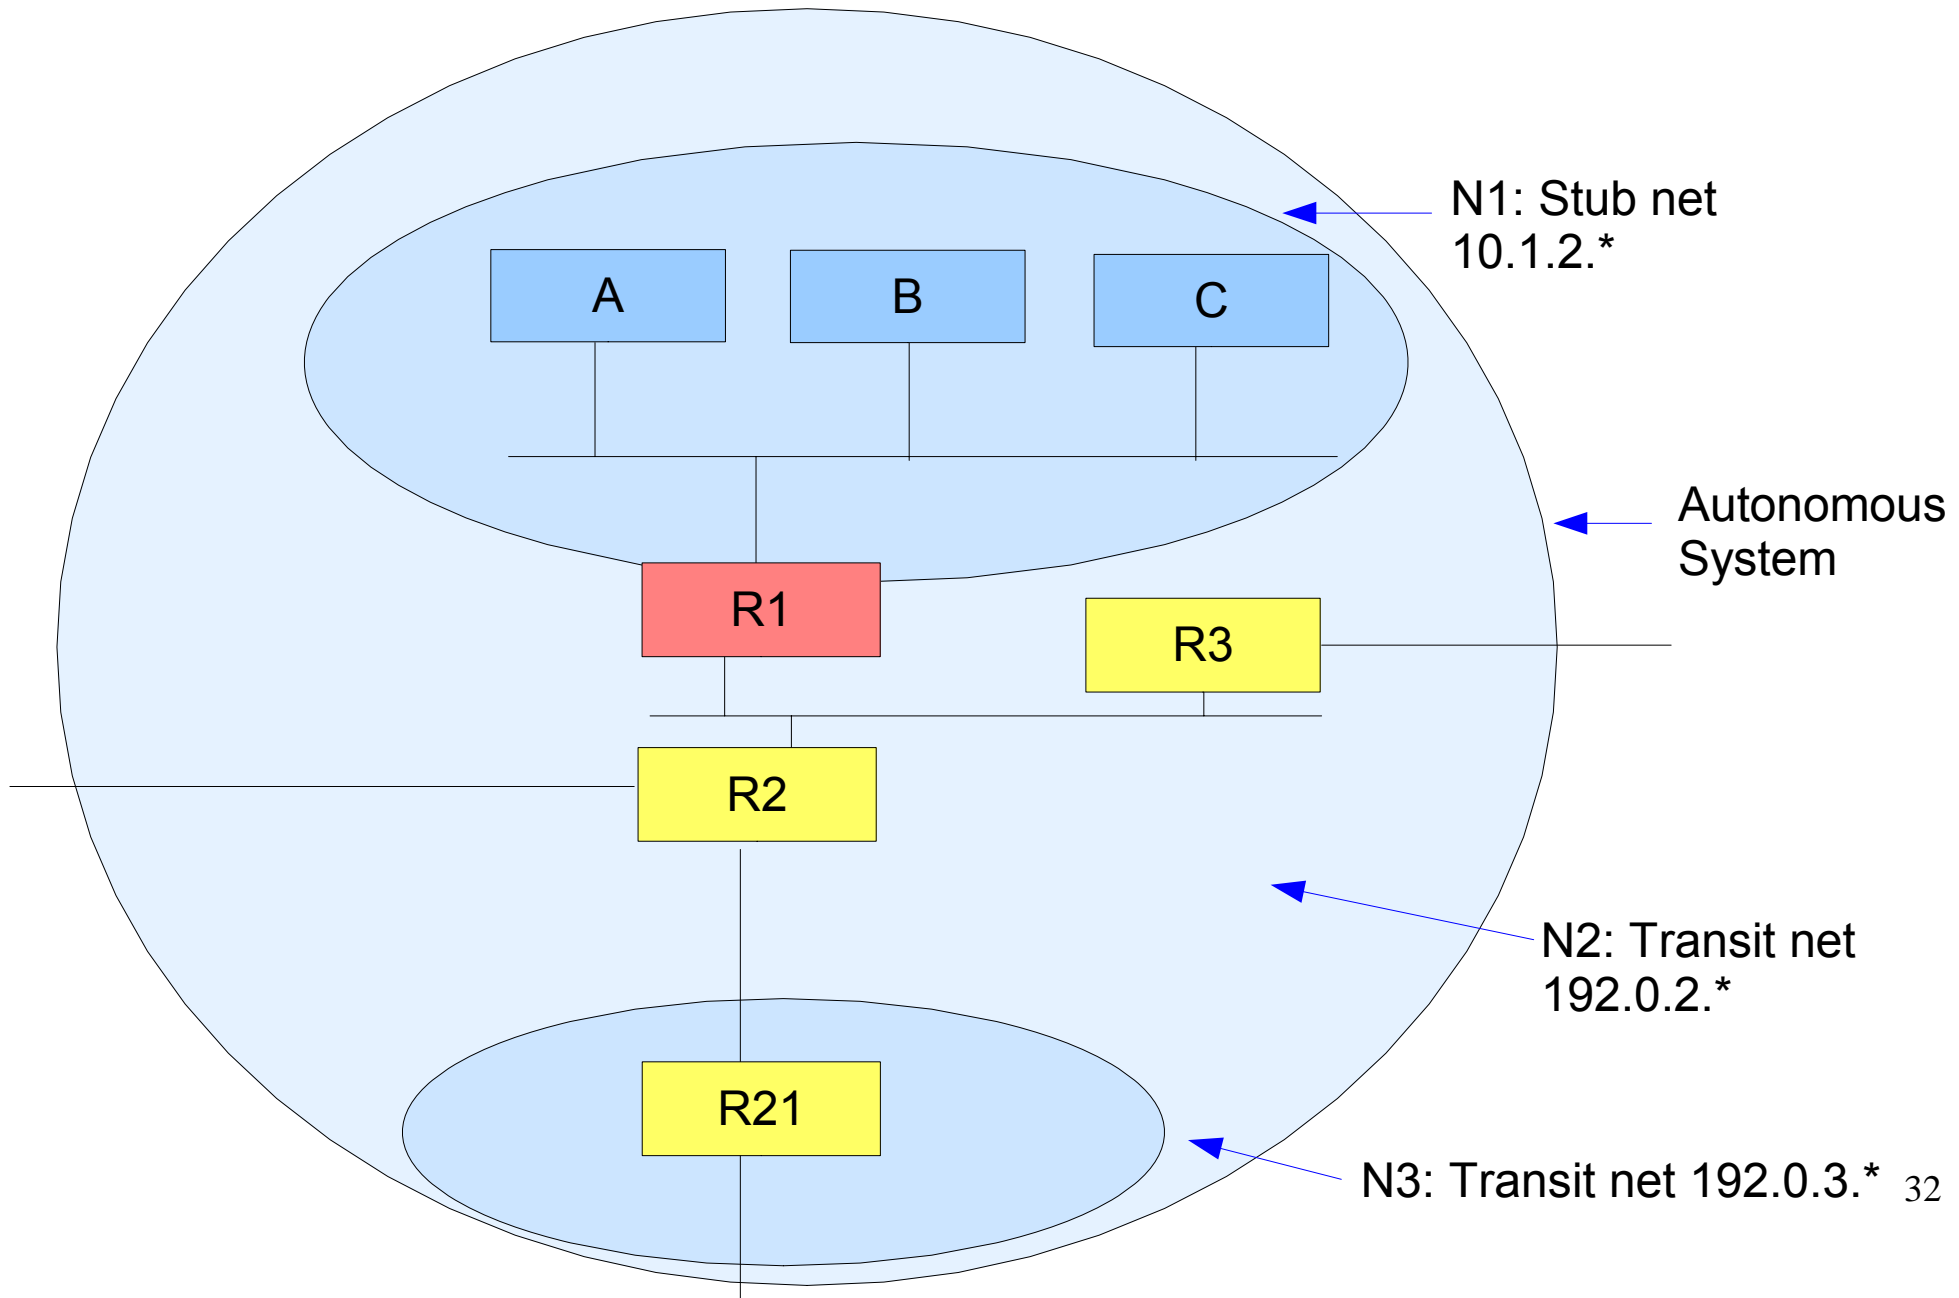 N1: Stub net
10.1.2.*
A
B
C
Autonomous
System
R1
R3
R2
N2: Transit net
192.0.2.*
R21
N3: Transit net 192.0.3.*
32